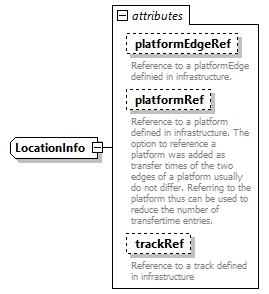 attributes
platformEdgeRef
Reference to a platformEdge
definied in infrastructure.
platformRef
Reference to a platform
defined in infrastructure. The
option to reference a
platform was added as
transfer times of the two
edges of a platform usually
do not differ. Referring to the
platform thus can be used to
reduce the number of
transfertime entries.
LocationInfo
trackRef
Reference to a track defined
in infrastructure